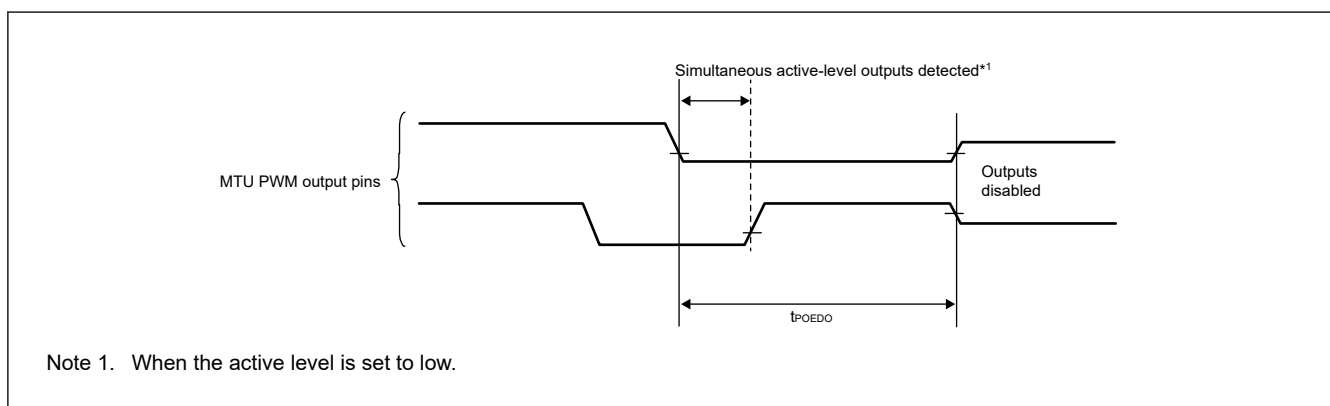 Simultaneous active-level outputs detected*1
MTU PWM output pins
Outputs
disabled
tPOEDO
Note 1. When the active level is set to low.